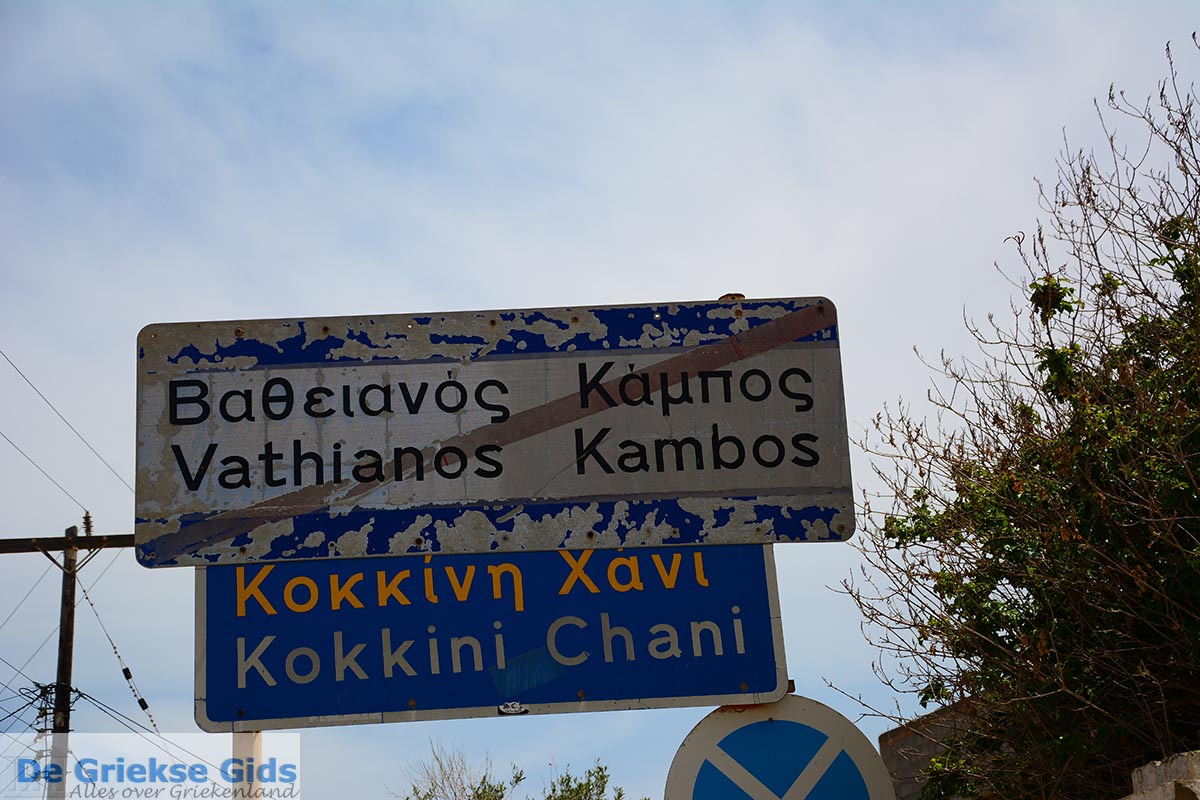 Βαθειανός Κάμπος
Vathianos Kambos
Κοκκίνη Χάνι
Kokkini Chani
De Griekse Gids
Alles over Griekenland